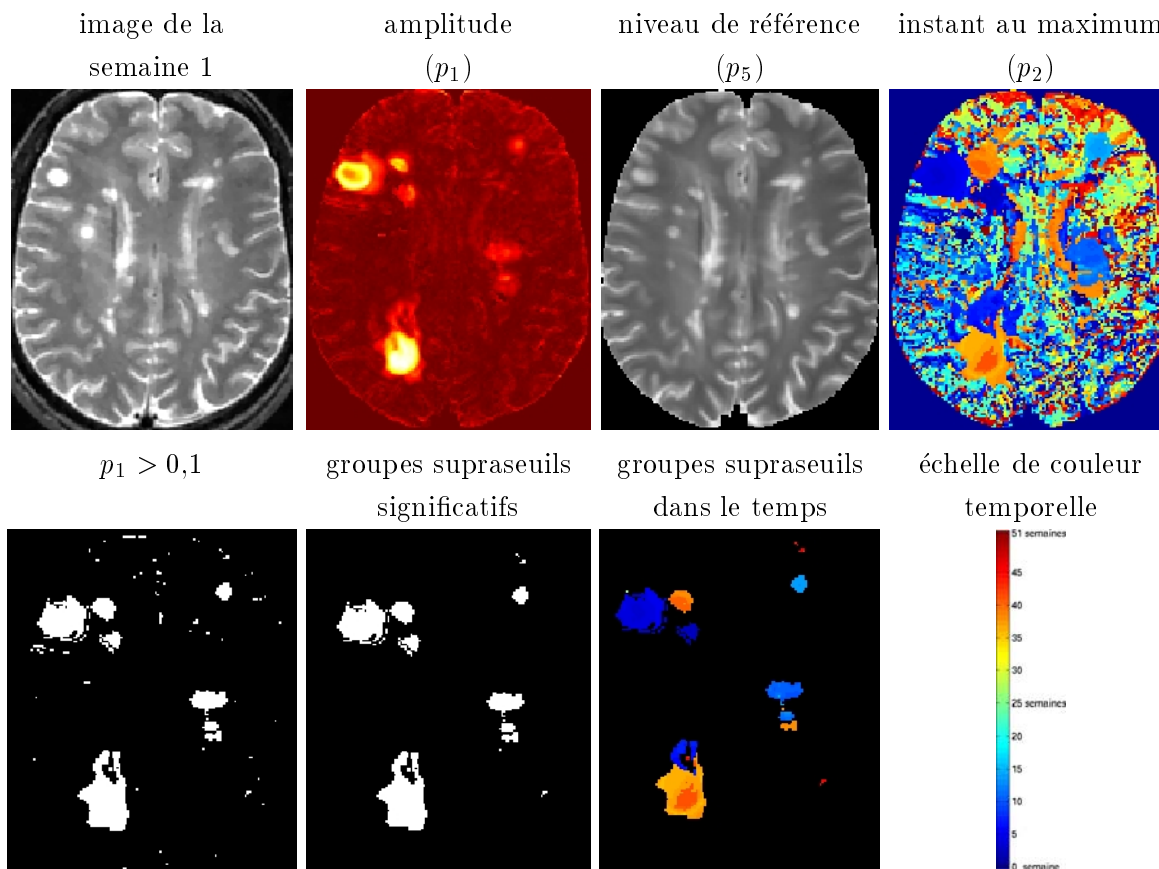 image de la
semaine 1
amplitude
(p₁)
niveau de référence
(p₅)
instant au maximum
(p₂)
p₁ > 0,1
groupes supraseuils
significatifs
groupes supraseuils
dans le temps
échelle de couleur
temporelle
51 semaines
45
40
35
30
25 semaines
20
15
10
5
0 semaine